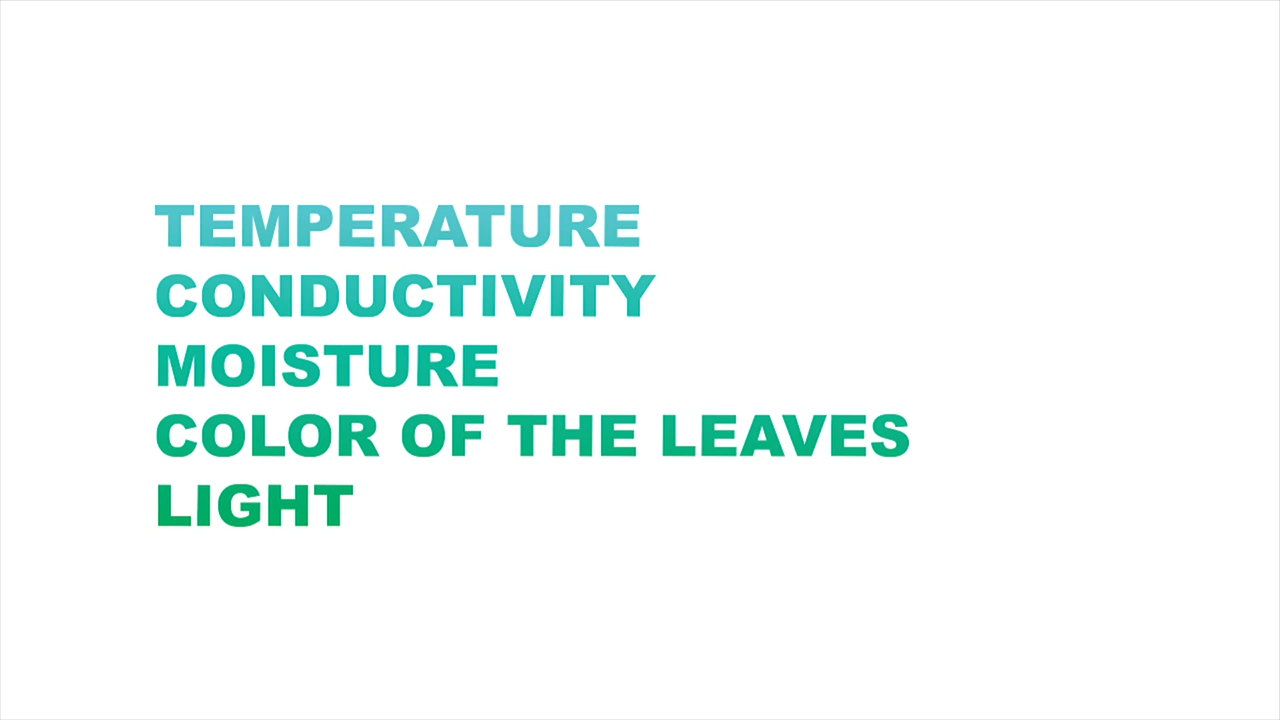 TEMPERATURE
CONDUCTIVITY
MOISTURE
COLOR OF THE LEAVES
LIGHT